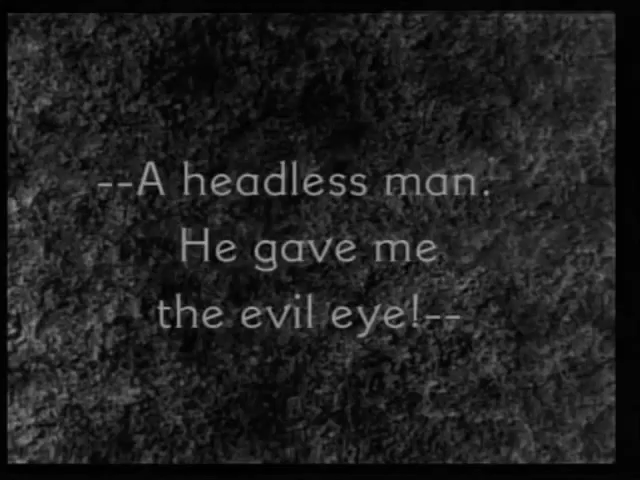 --A headless man.
He gave me
the evil eye!--